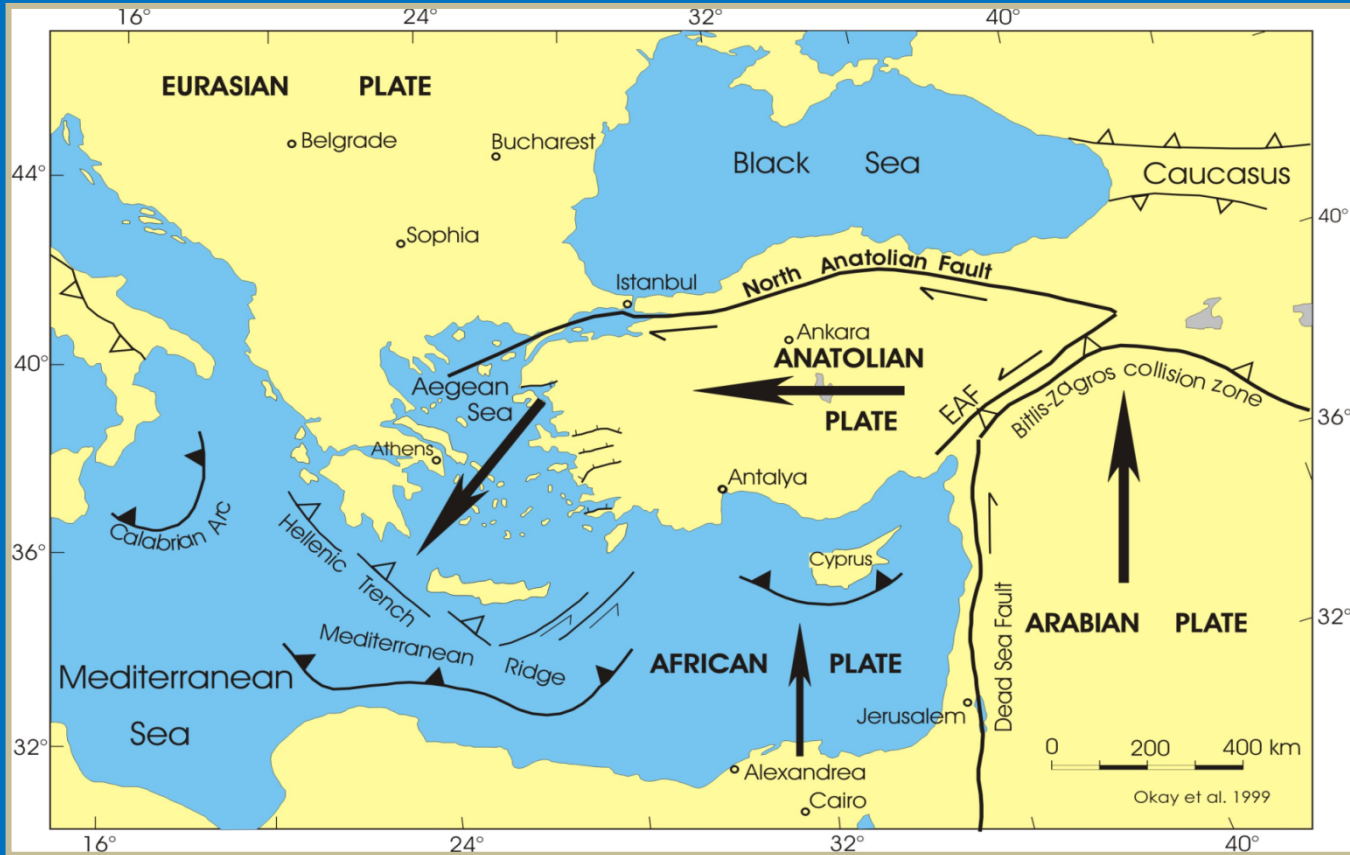 16°
24°
32°
40°
EURASIAN PLATE
Belgrade
Bucharest
Black Sea
Caucasus
44°
40°
Sophia
Istanbul
North Anatolian Fault
Ankara
40°
ANATOLIAN
PLATE
Aegean
Sea
EAF
Bitlis-Zagros collision zone
36°
Athens
Antalya
Calabrian Arc
Hellenic
Trench
36°
Cyprus
Dead Sea Fault
ARABIAN PLATE
32°
Mediterranean
Ridge
AFRICAN PLATE
Mediterranean
Sea
Jerusalem
32°
Alexandrea
Cairo
0 200 400 km
Okay et al. 1999
16°
24°
32°
40°